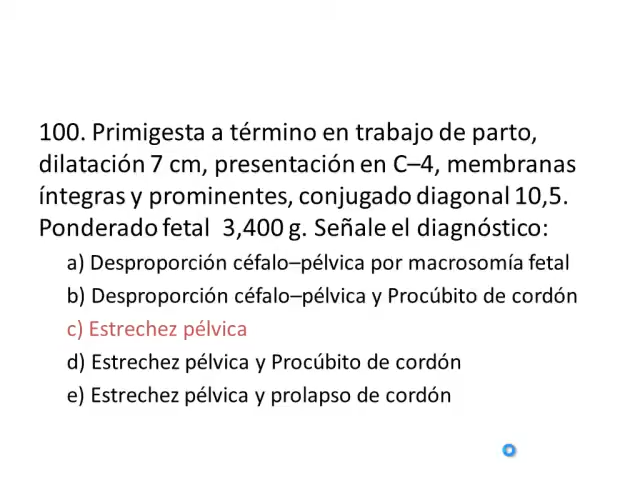 100. Primigesta a término en trabajo de parto,
dilatación 7 cm, presentación en C–4, membranas
íntegras y prominentes, conjugado diagonal 10,5.
Ponderado fetal 3,400 g. Señale el diagnóstico:
a) Desproporción céfalo–pélvica por macrosomía fetal
b) Desproporción céfalo–pélvica y Procúbito de cordón
c) Estrechez pélvica
d) Estrechez pélvica y Procúbito de cordón
e) Estrechez pélvica y prolapso de cordón